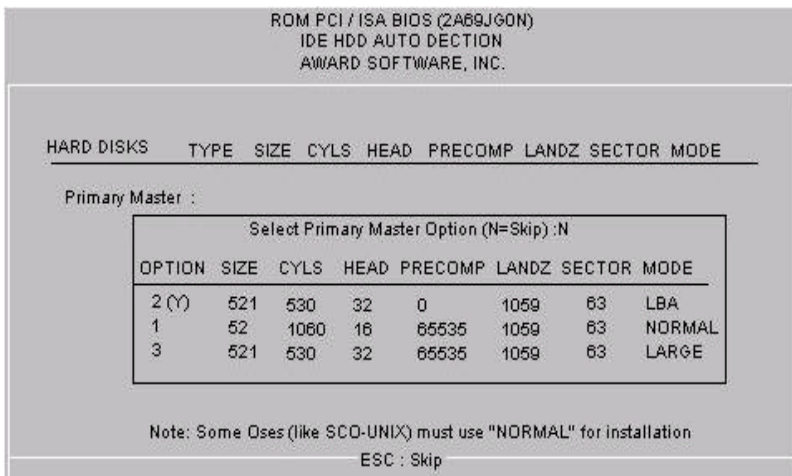 ROM PCI / ISA BIOS (2A69JG0N)
IDE HDD AUTO DECTION
AWARD SOFTWARE, INC.
HARD DISKS TYPE SIZE CYLS HEAD PRECOMP LANDZ SECTOR MODE
Primary Master :
Select Primary Master Option (N=Skip) :N
OPTION SIZE CYLS HEAD PRECOMP LANDZ SECTOR MODE
2 (Y) 521 530 32 0 1059 63 LBA
1 52 1060 16 65535 1059 63 NORMAL
3 521 530 32 65535 1059 63 LARGE
Note: Some Oses (like SCO-UNIX) must use "NORMAL" for installation
ESC : Skip